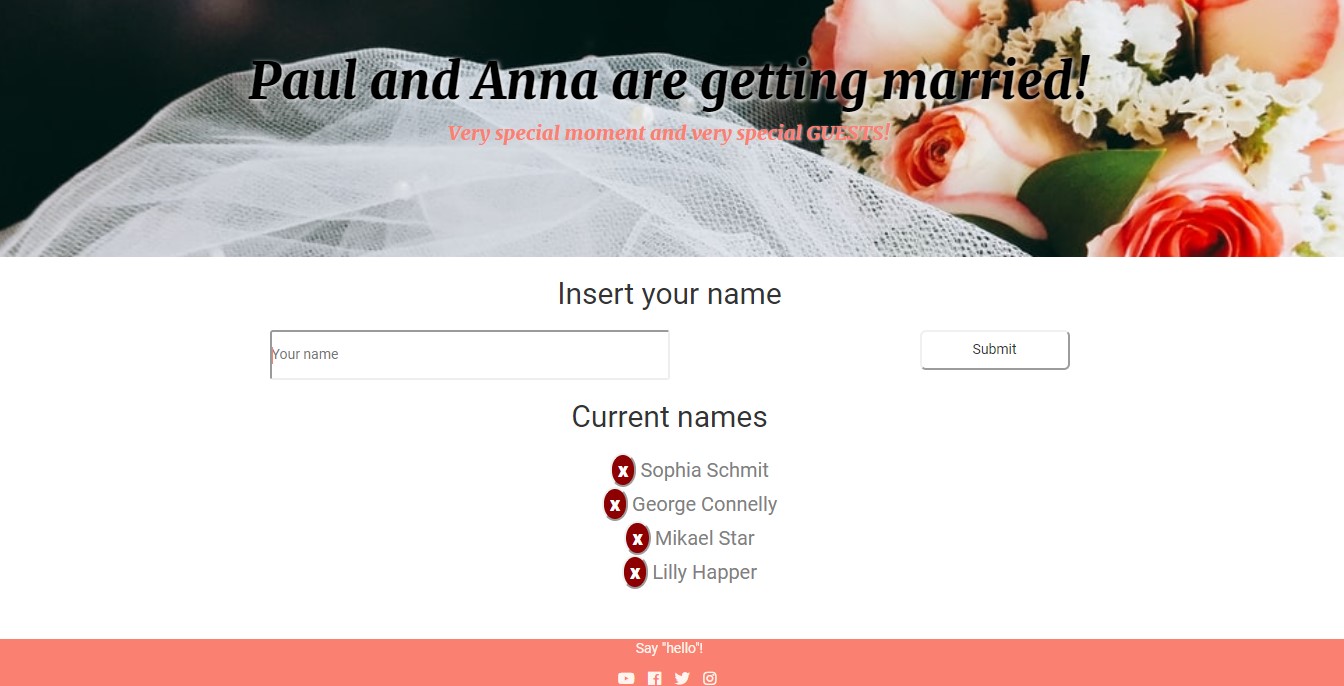 Paul and Anna are getting married!
Very special moment and very special GUESTS!
Insert your name
Your name
Submit
Current names
x Sophia Schmit
x George Connelly
x Mikael Star
x Lilly Happer
Say "hello"!